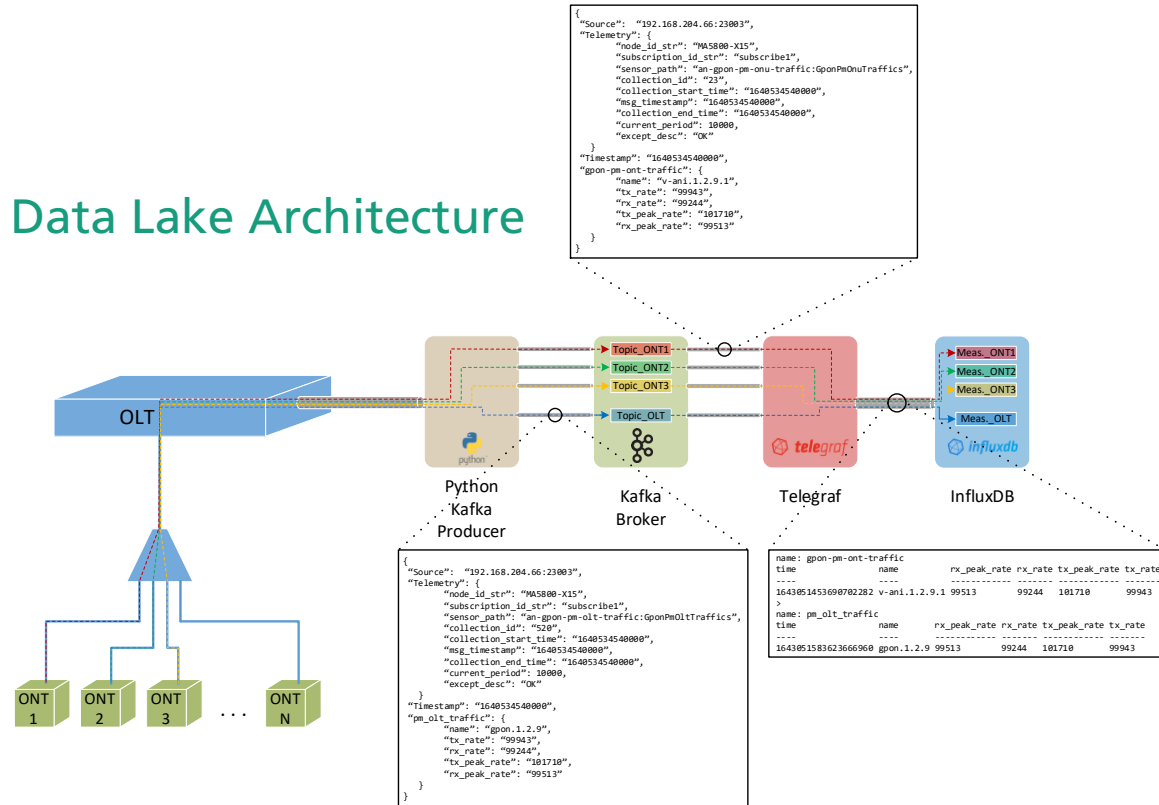 {
“Source”:  “192.168.204.66:23003”,
“Telemetry”: {
“node_id_str”: “MA5800-X15”,
“subscription_id_str”: “subscribe1”,
“sensor_path”: “an-gpon-pm-onu-traffic:GponPmOnuTraffics”,
“collection_id”: “23”,
“collection_start_time”: “1640534540000”,
“msg_timestamp”: “1640534540000”,
“collection_end_time”: “1640534540000”,
“current_period”: 10000,
“except_desc”: “OK”
}
“Timestamp”: “1640534540000”,
“gpon-pm-ont-traffic”: {
“name”: “v-ani.1.2.9.1”,
“tx_rate”: “99943”,
“rx_rate”: “99244”,
“tx_peak_rate”: “101710”,
“rx_peak_rate”: “99513”
}
}
Data Lake Architecture
OLT
Topic_ONT1
Topic_ONT2
Topic_ONT3
Topic_OLT
Meas._ONT1
Meas._ONT2
Meas._ONT3
Meas._OLT
python
telegraf
influxdb
Python
Kafka
Producer
Kafka
Broker
Telegraf
InfluxDB
{
“Source”:  “192.168.204.66:23003”,
“Telemetry”: {
“node_id_str”: “MA5800-X15”,
“subscription_id_str”: “subscribe1”,
“sensor_path”: “an-gpon-pm-olt-traffic:GponPmOltTraffics”,
“collection_id”: “520”,
“collection_start_time”: “1640534540000”,
“msg_timestamp”: “1640534540000”,
“collection_end_time”: “1640534540000”,
“current_period”: 10000,
“except_desc”: “OK”
}
“Timestamp”: “1640534540000”,
“pm_olt_traffic”: {
“name”: “gpon.1.2.9”,
“tx_rate”: “99943”,
“rx_rate”: “99244”,
“tx_peak_rate”: “101710”,
“rx_peak_rate”: “99513”
}
}
name: gpon-pm-ont-traffic
time name rx_peak_rate rx_rate tx_peak_rate tx_rate
---- ---- ------------ ------- ------------ -------
1643051453690702282 v-ani.1.2.9.1 99513 99244 101710 99943
>
name: pm_olt_traffic
time name rx_peak_rate rx_rate tx_peak_rate tx_rate
---- ---- ------------ ------- ------------ -------
1643051583623666960 gpon.1.2.9 99513 99244 101710 99943
ONT
1
ONT
2
ONT
3
...
ONT
N